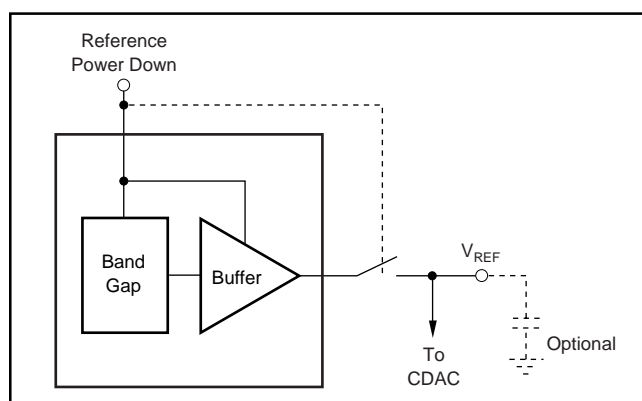 Reference
Power Down
Band
Gap
Buffer
VREF
To
CDAC
Optional